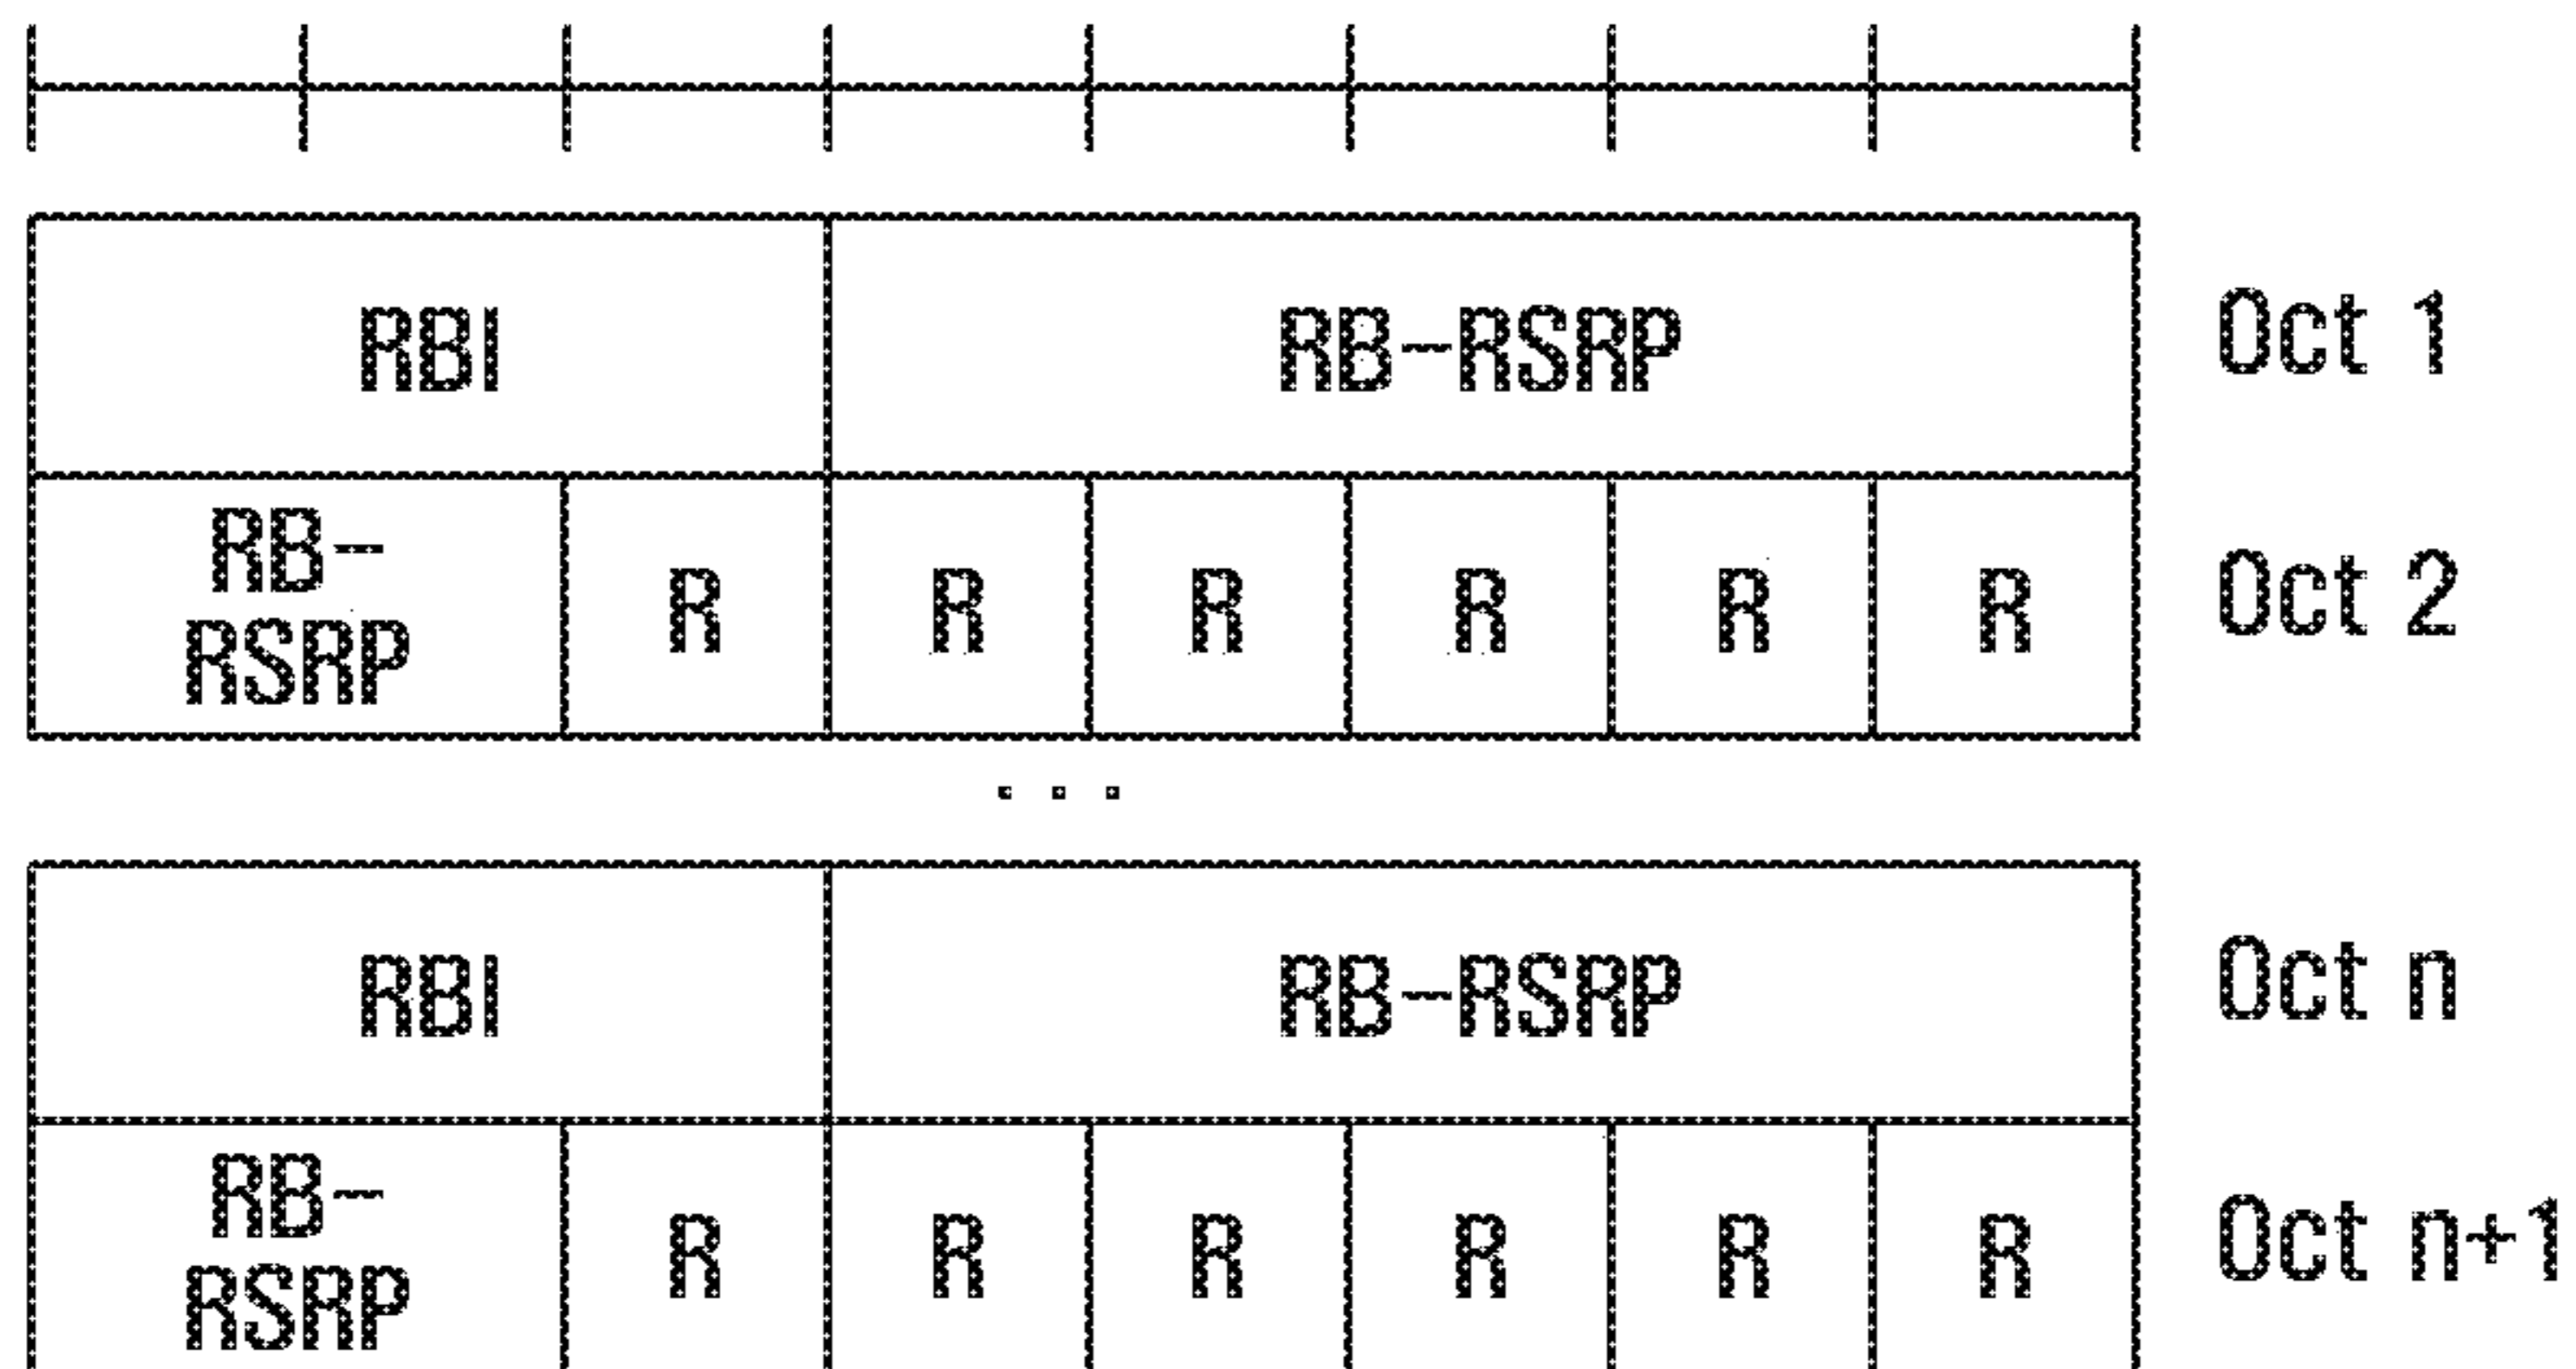 RBI RB-RSRP Oct 1
RB-
RSRP R R R R R R Oct 2
...
RBI RB-RSRP Oct n
RB-
RSRP R R R R R R Oct n+1